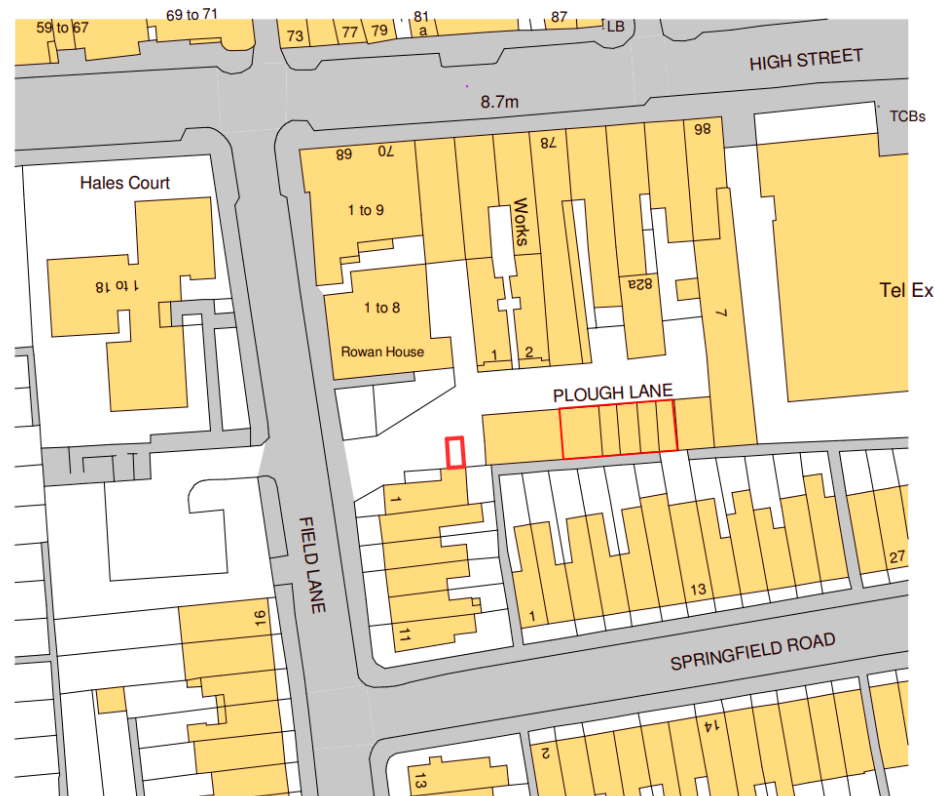 59 to 67
69 to 71
73
77
79
81
a
87
LB
HIGH STREET
8.7m
TCBs
68
70
78
86
Hales Court
1 to 9
Works
1 to 18
82a
7
Tel Ex
1 to 8
Rowan House
1
2
PLOUGH LANE
1
FIELD LANE
27
13
1
16
11
SPRINGFIELD ROAD
14
2
13